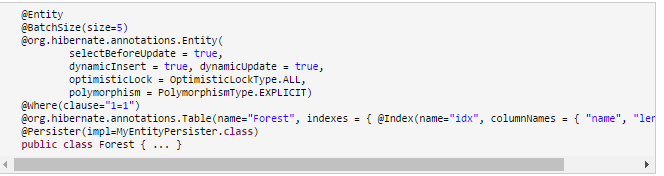 @Entity
@BatchSize(size=5)
@org.hibernate.annotations.Entity(
selectBeforeUpdate = true,
dynamicInsert = true, dynamicUpdate = true,
optimisticLock = OptimisticLockType.ALL,
polymorphism = PolymorphismType.EXPLICIT)
@Where(clause="1=1")
@org.hibernate.annotations.Table(name="Forest", indexes = { @Index(name="idx", columnNames = { "name", "len
@Persister(impl=MyEntityPersister.class)
public class Forest { ... }